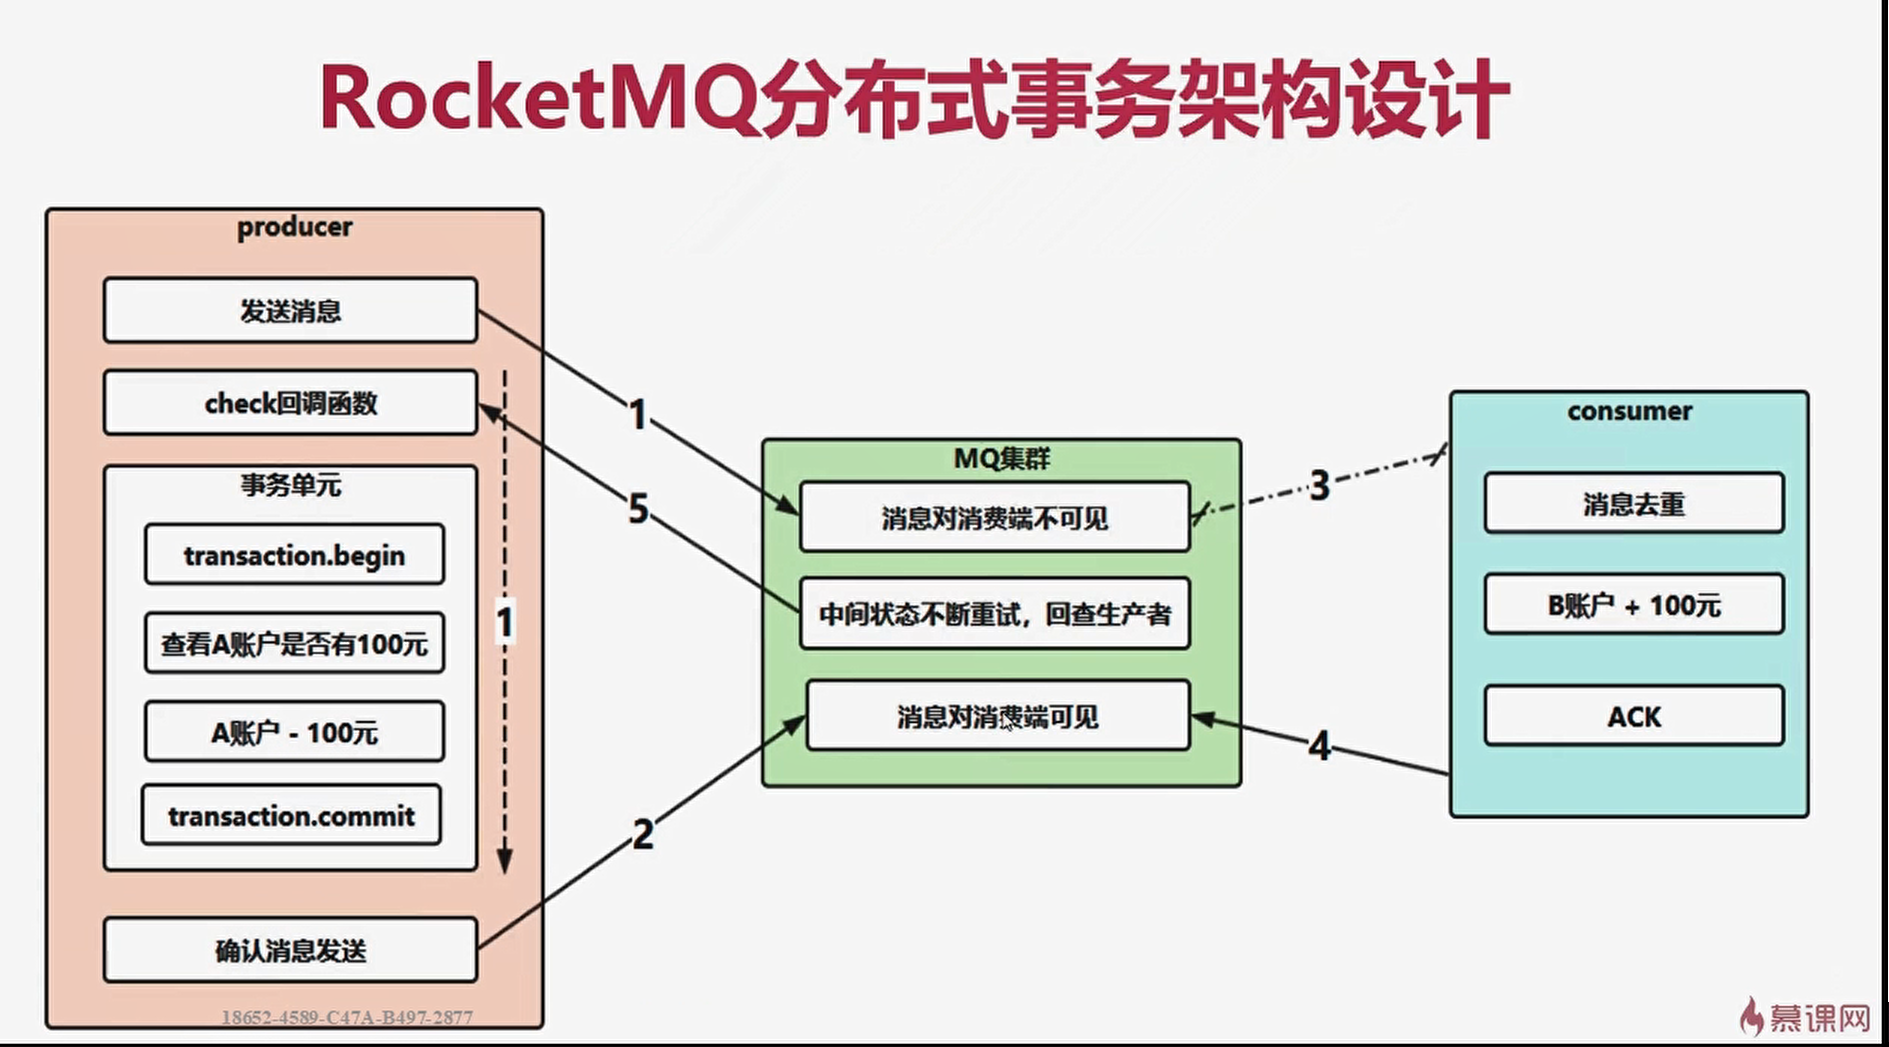 RocketMQ分布式事务架构设计
producer
发送消息
check回调函数
事务单元
transaction.begin
查看A账户是否有100元
A账户 - 100元
transaction.commit
确认消息发送
1
1
5
2
MQ集群
消息对消费端不可见
中间状态不断重试，回查生产者
消息对消费端可见
3
4
consumer
消息去重
B账户 + 100元
ACK
18652-4589-C47A-B497-2877
慕课网